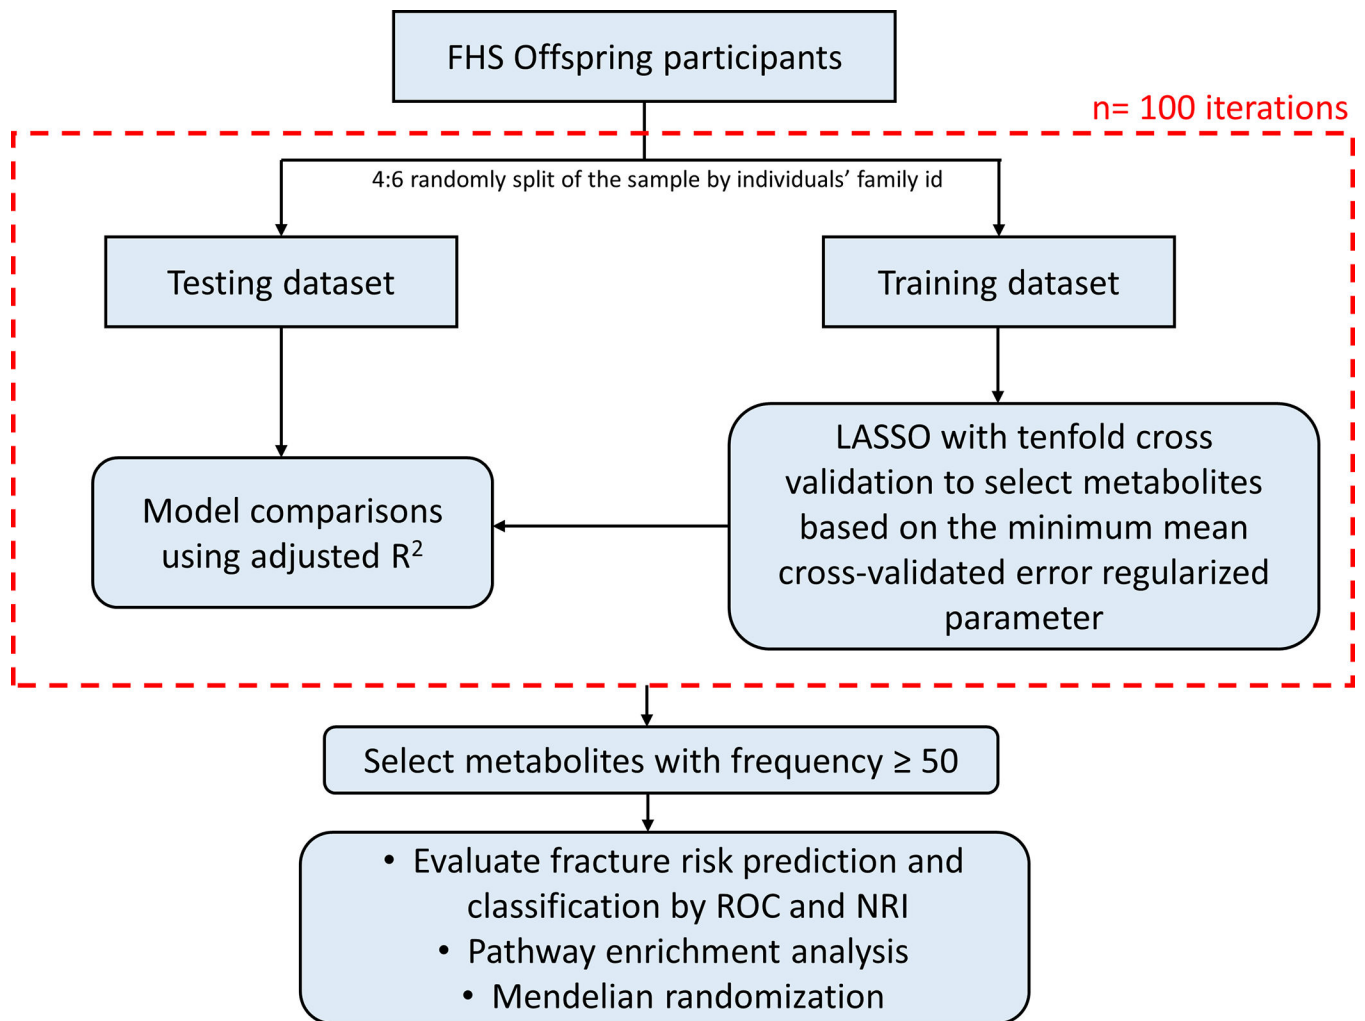 FHS Offspring participants
n= 100 iterations
4:6 randomly split of the sample by individuals’ family id
Testing dataset
Training dataset
LASSO with tenfold cross
validation to select metabolites
based on the minimum mean
cross-validated error regularized
parameter
Model comparisons
using adjusted R²
Select metabolites with frequency ≥ 50
• Evaluate fracture risk prediction and
classification by ROC and NRI
• Pathway enrichment analysis
• Mendelian randomization